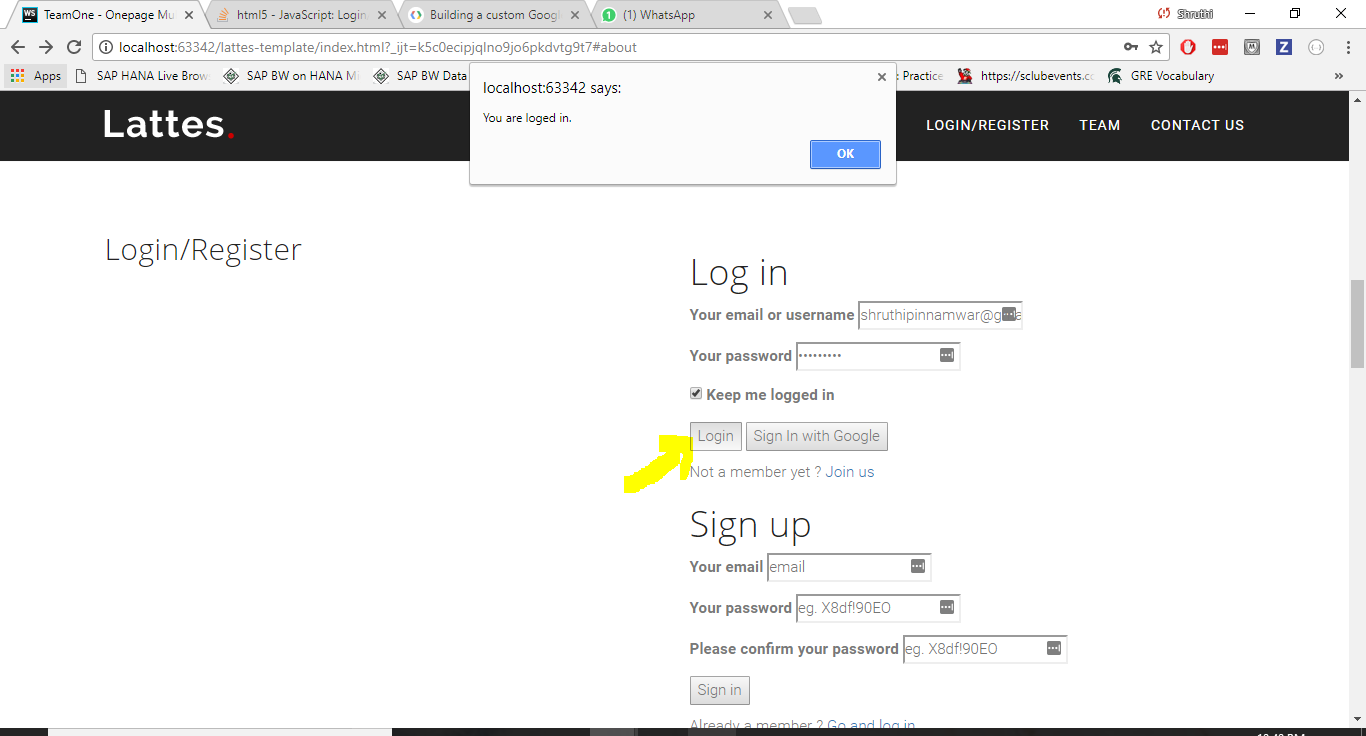 TeamOne - Onepage Mu
html5 - JavaScript: Login
Building a custom Googl
(1) WhatsApp
Shruthi
localhost:63342/lattes-template/index.html?_ijt=k5c0ecipjqlno9jo6pkdvtg9t7#about
Apps
SAP HANA Live Brow
SAP BW on HANA Mi
SAP BW Data
: Practice
https://sclubevents.c
GRE Vocabulary
localhost:63342 says:
You are loged in.
OK
Lattes.
LOGIN/REGISTER
TEAM
CONTACT US
Login/Register
Log in
Your email or username shruthipinnamwar@g
Your password •••••••••
Keep me logged in
Login Sign In with Google
Not a member yet ? Join us
Sign up
Your email email
Your password eg. X8df!90EO
Please confirm your password eg. X8df!90EO
Sign in
Already a member ? Go and log in